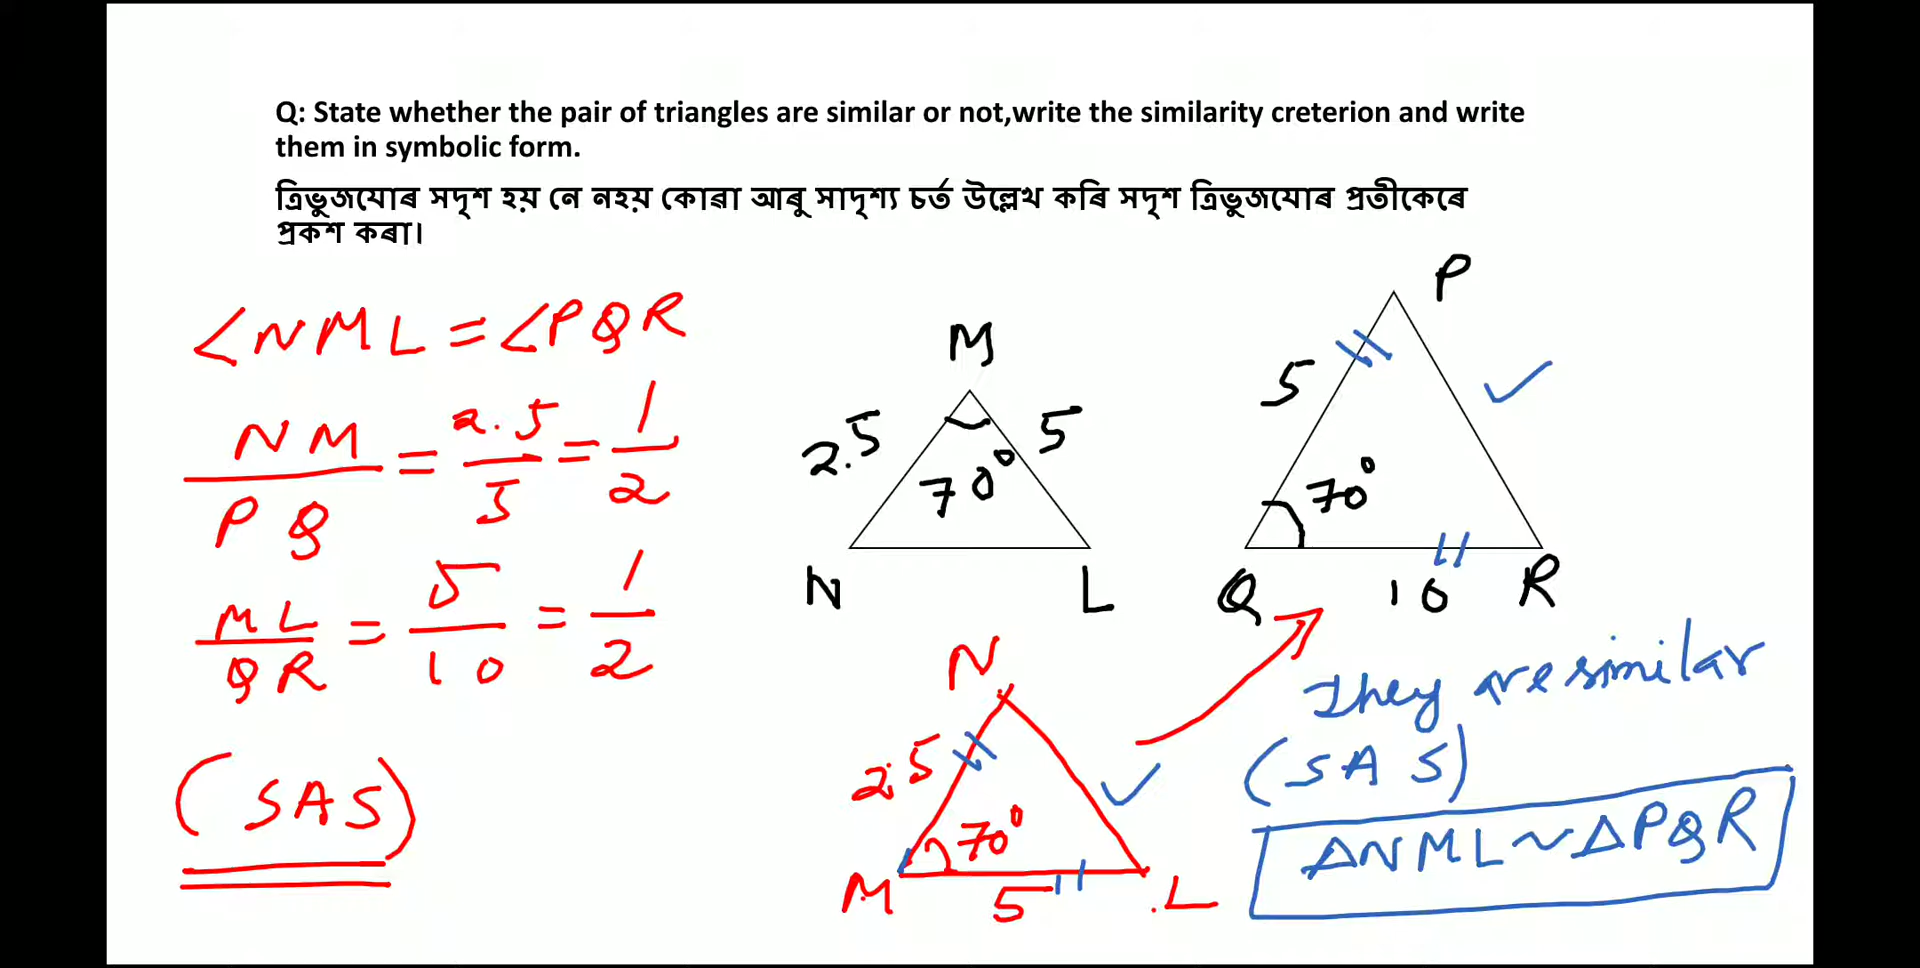 Q: State whether the pair of triangles are similar or not,write the similarity creterion and write
them in symbolic form.
ত্ৰিভুজযোৰ সদৃশ হয় নে নহয় কোৱা আৰু সাদৃশ্য চৰ্ত উল্লেখ কৰি সদৃশ ত্ৰিভুজযোৰ প্ৰতীকেৰে
প্ৰকশ কৰা।
∠NML = ∠PQR
NM/PQ = 2.5/5 = 1/2
ML/QR = 5/10 = 1/2
(SAS)
M
2.5
5
70°
N
L
P
5
70°
Q
10
R
N
2.5
70°
M
5
L
They are similar
(SAS)
ΔNML ~ ΔPQR